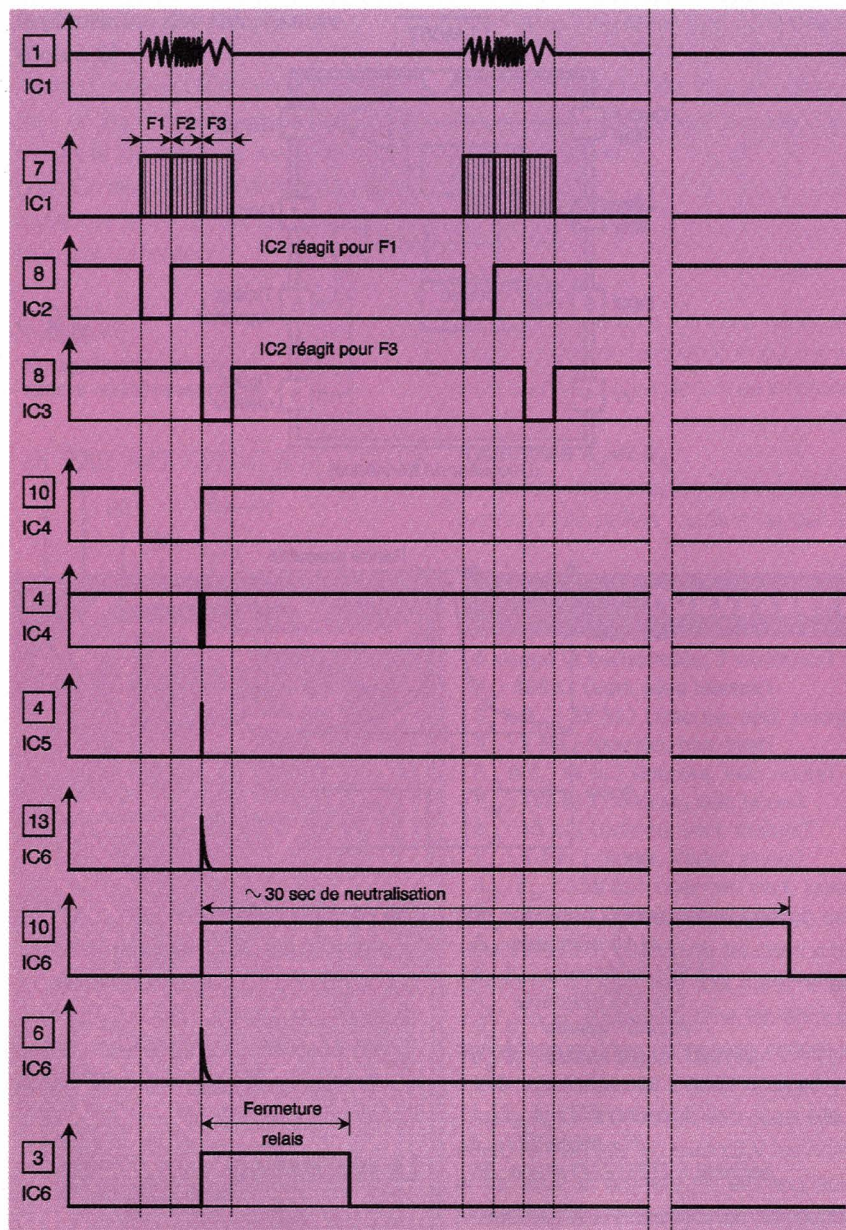 1
IC1
F1 F2 F3
7
IC1
IC2 réagit pour F1
8
IC2
IC2 réagit pour F3
8
IC3
10
IC4
4
IC4
4
IC5
13
IC6
~ 30 sec de neutralisation
10
IC6
6
IC6
Fermeture
relais
3
IC6